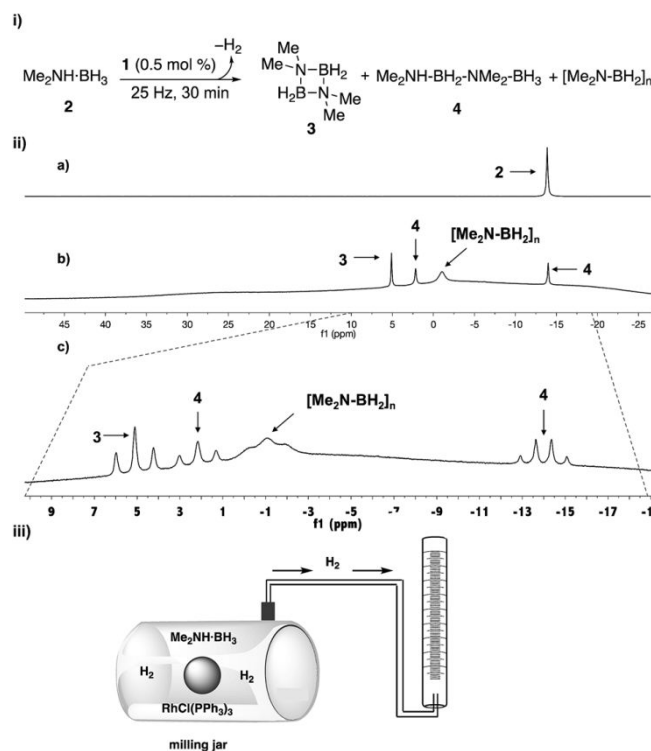 i)
–H₂
Me₂NH·BH₃
1 (0.5 mol %)
25 Hz, 30 min
2
Me
Me
N
BH₂
H₂B
N
Me
Me
3
+ Me₂NH-BH₂-NMe₂-BH₃ + [Me₂N-BH₂]ₙ
4
ii)
a)
2
b)
3
4
[Me₂N-BH₂]ₙ
4
45 40 35 30 25 20 15 10 5 0 -5 -10 -15 -20 -25
f1 (ppm)
c)
3
4
[Me₂N-BH₂]ₙ
4
9 7 5 3 1 -1 -3 -5 -7 -9 -11 -13 -15 -17 -19
f1 (ppm)
iii)
H₂
Me₂NH·BH₃
H₂ H₂
RhCl(PPh₃)₃
milling jar